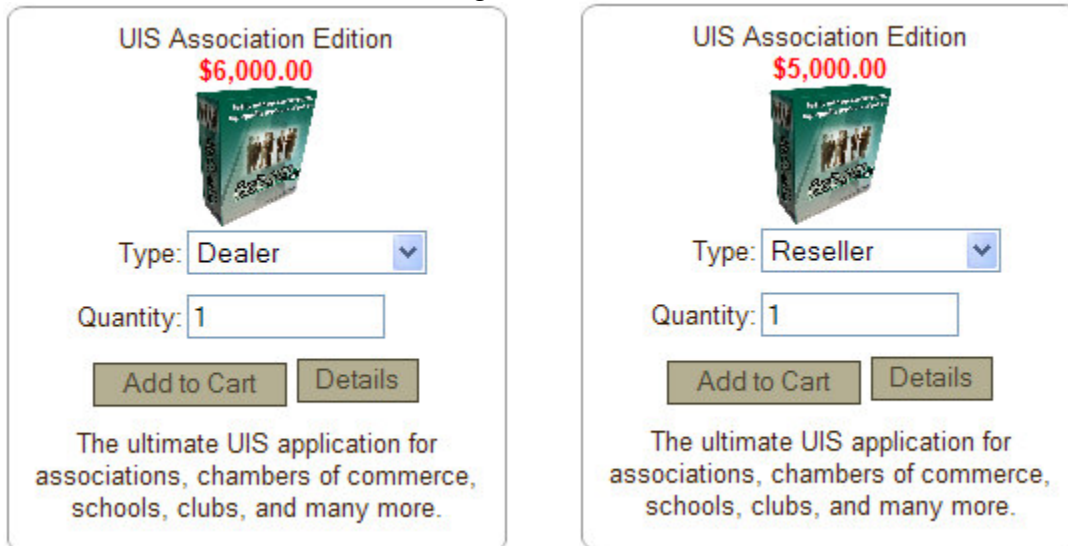 UIS Association Edition
$6,000.00
Type: Dealer
Quantity: 1
Add to Cart Details
The ultimate UIS application for
associations, chambers of commerce,
schools, clubs, and many more.
UIS Association Edition
$5,000.00
Type: Reseller
Quantity: 1
Add to Cart Details
The ultimate UIS application for
associations, chambers of commerce,
schools, clubs, and many more.